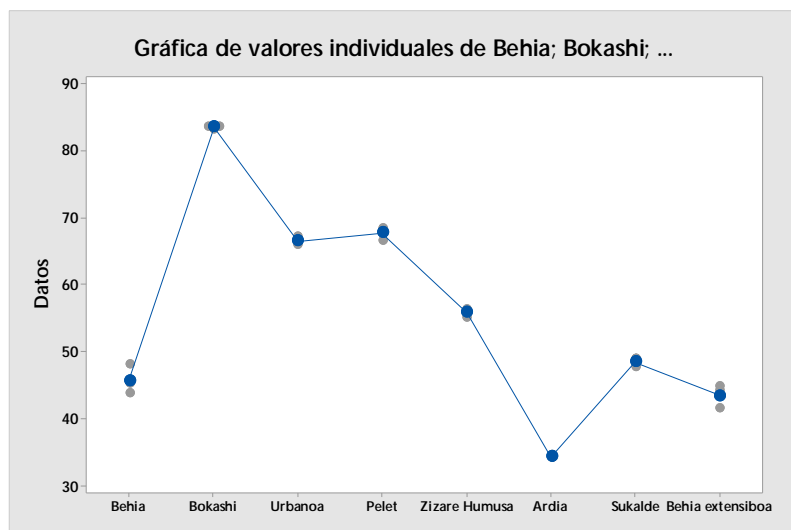 Gráfica de valores individuales de Behia; Bokashi; ...
90
80
70
60
50
40
30
Datos
Behia Bokashi Urbanoa Pelet Zizare Humusa Ardia Sukalde Behia extensiboa